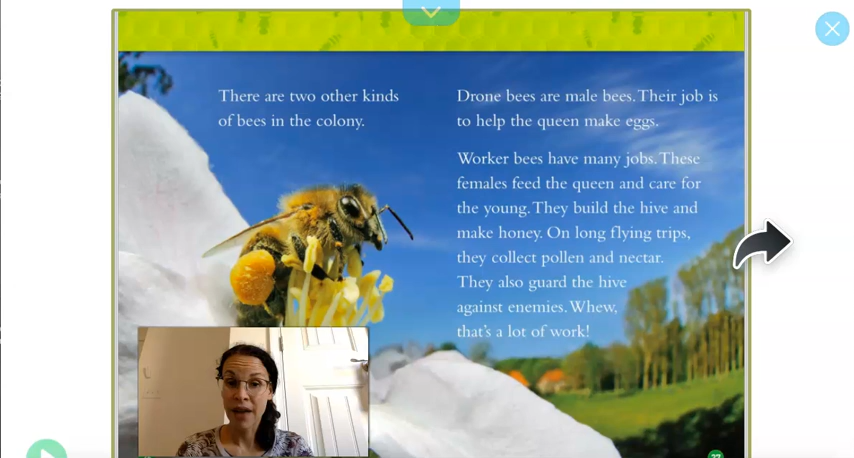 There are two other kinds
of bees in the colony.
Drone bees are male bees. Their job is
to help the queen make eggs.
Worker bees have many jobs. These
females feed the queen and care for
the young. They build the hive and
make honey. On long flying trips,
they collect pollen and nectar.
They also guard the hive
against enemies. Whew,
that's a lot of work!